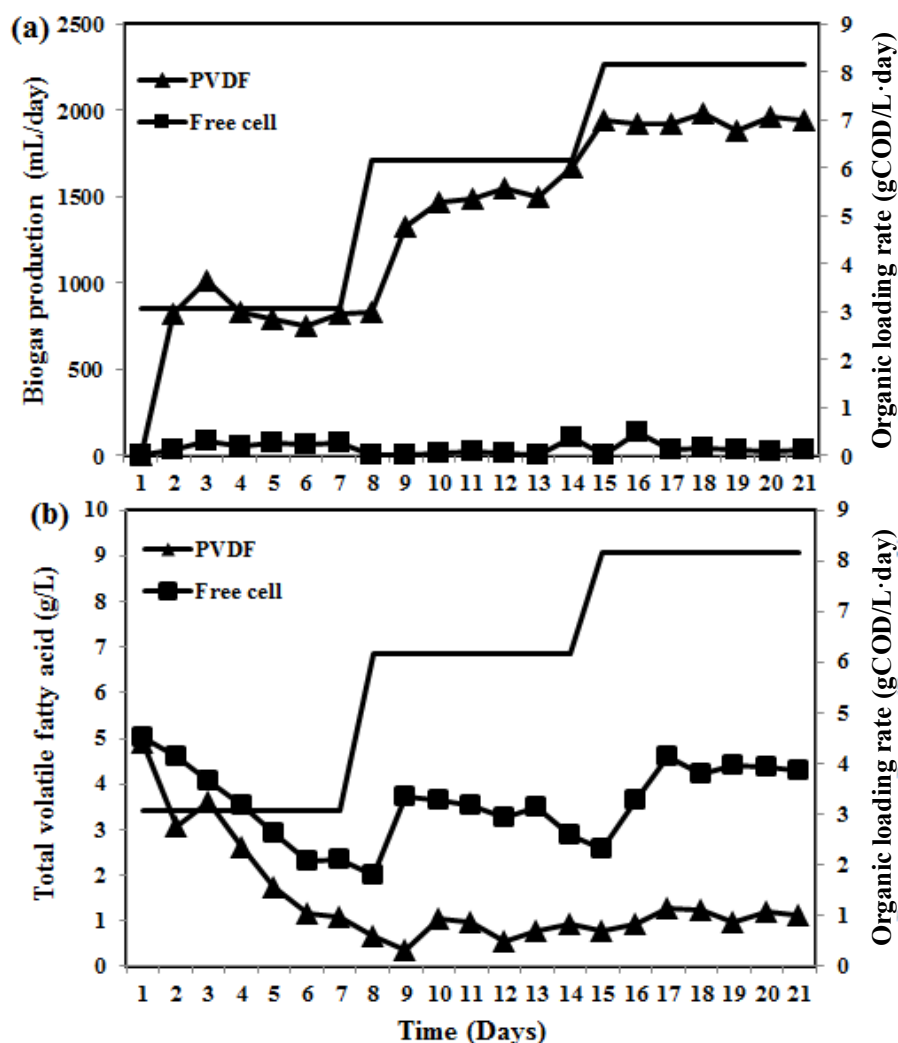 (a)
Biogas production (mL/day)
2500
2000
1500
1000
500
0
PVDF
Free cell
9
8
7
6
5
4
3
2
1
0
Organic loading rate (gCOD/L·day)
1 2 3 4 5 6 7 8 9 10 11 12 13 14 15 16 17 18 19 20 21
(b)
Total volatile fatty acid (g/L)
10
9
8
7
6
5
4
3
2
1
0
PVDF
Free cell
9
8
7
6
5
4
3
2
1
0
Organic loading rate (gCOD/L·day)
1 2 3 4 5 6 7 8 9 10 11 12 13 14 15 16 17 18 19 20 21
Time (Days)